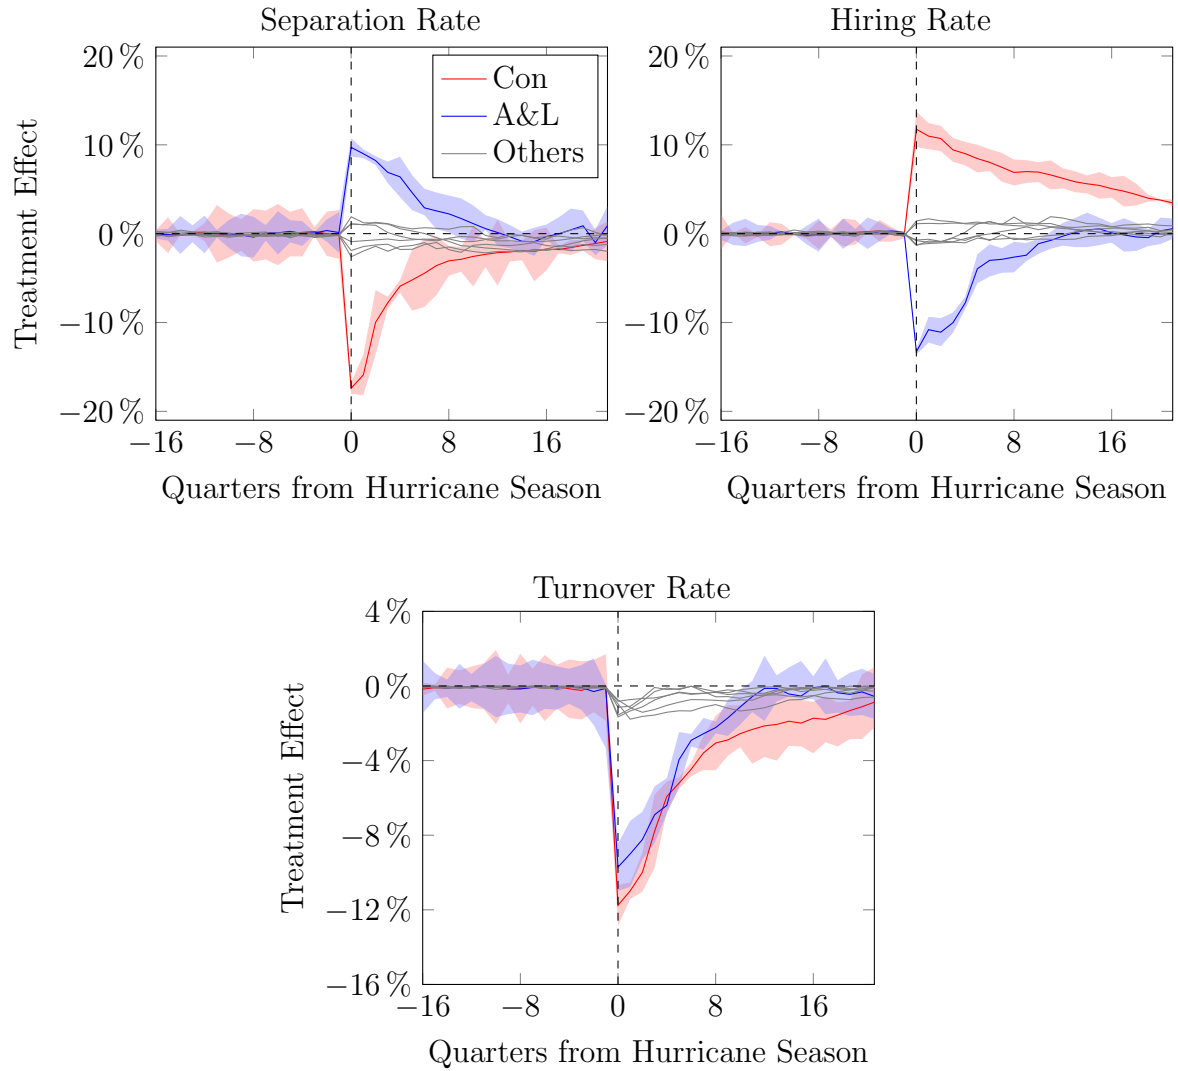 Separation Rate
20 %
10 %
0 %
−10 %
−20 %
−16
−8
0
8
16
Treatment Effect
Quarters from Hurricane Season
Con
A&L
Others
Hiring Rate
20 %
10 %
0 %
−10 %
−20 %
−16
−8
0
8
16
Quarters from Hurricane Season
Turnover Rate
4 %
0 %
−4 %
−8 %
−12 %
−16 %
−16
−8
0
8
16
Treatment Effect
Quarters from Hurricane Season